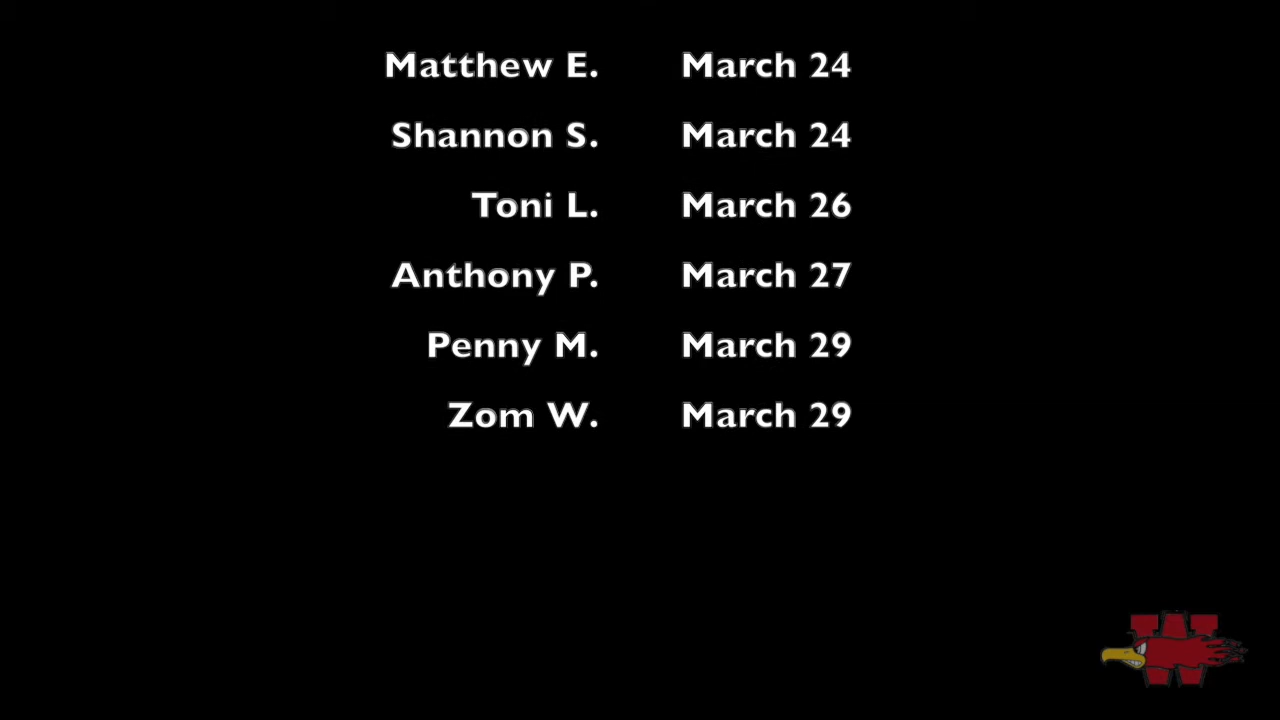 Matthew E. March 24
Shannon S. March 24
Toni L. March 26
Anthony P. March 27
Penny M. March 29
Zom W. March 29
W